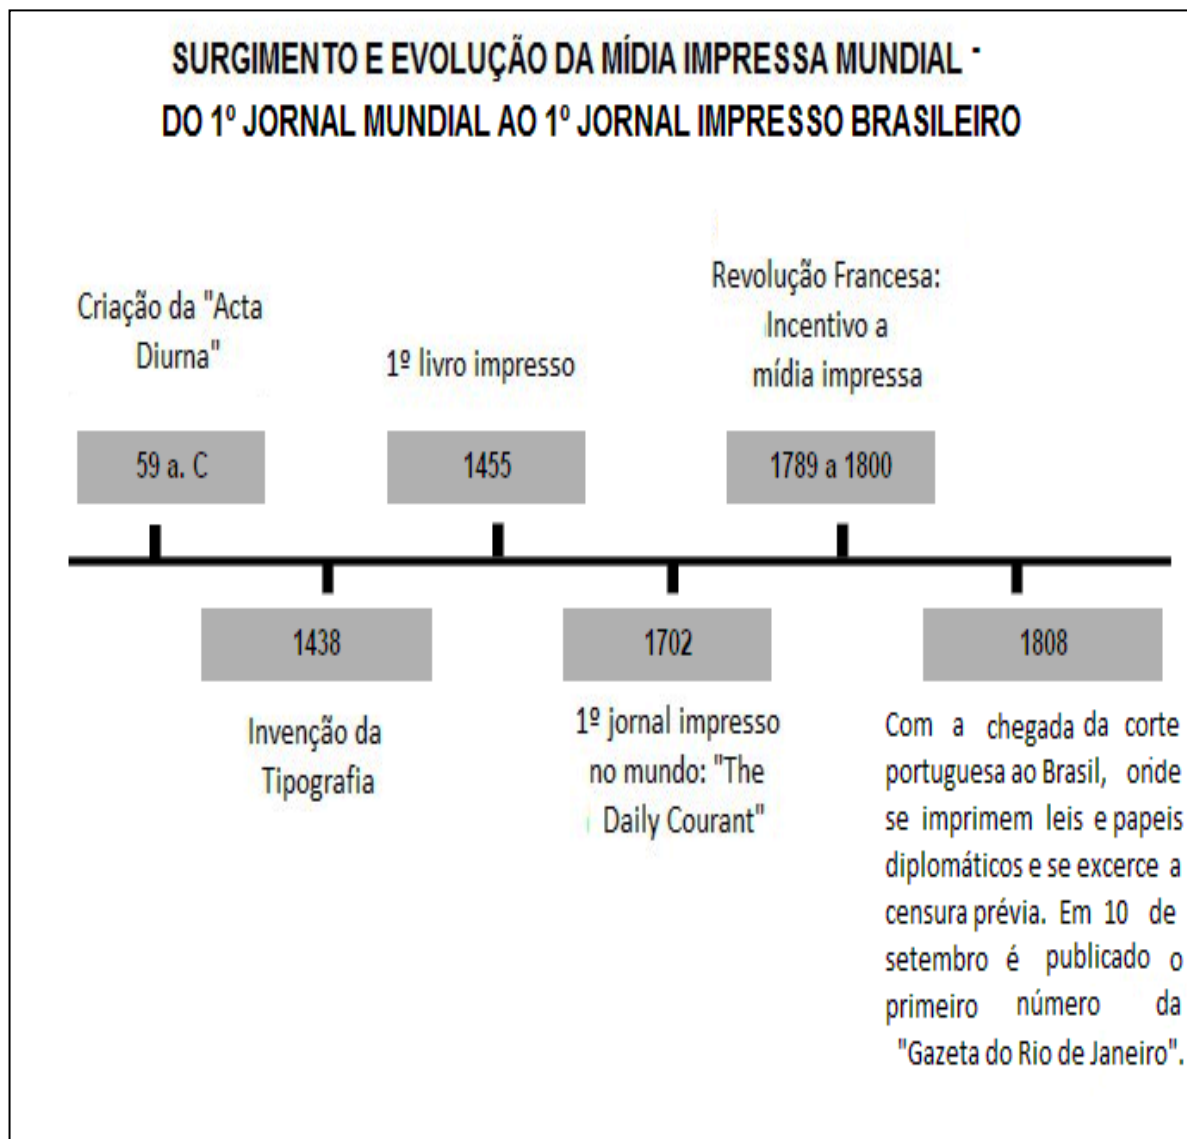 SURGIMENTO E EVOLUÇÃO DA MÍDIA IMPRESSA MUNDIAL -
DO 1º JORNAL MUNDIAL AO 1º JORNAL IMPRESSO BRASILEIRO
Criação da "Acta
Diurna"
59 a. C
1438
Invenção da
Tipografia
1º livro impresso
1455
1702
1º jornal impresso
no mundo: "The
Daily Courant"
Revolução Francesa:
Incentivo a
mídia impressa
1789 a 1800
1808
Com a chegada da corte
portuguesa ao Brasil, onde
se imprimem leis e papeis
diplomáticos e se excerce a
censura prévia. Em 10 de
setembro é publicado o
primeiro número da
"Gazeta do Rio de Janeiro".